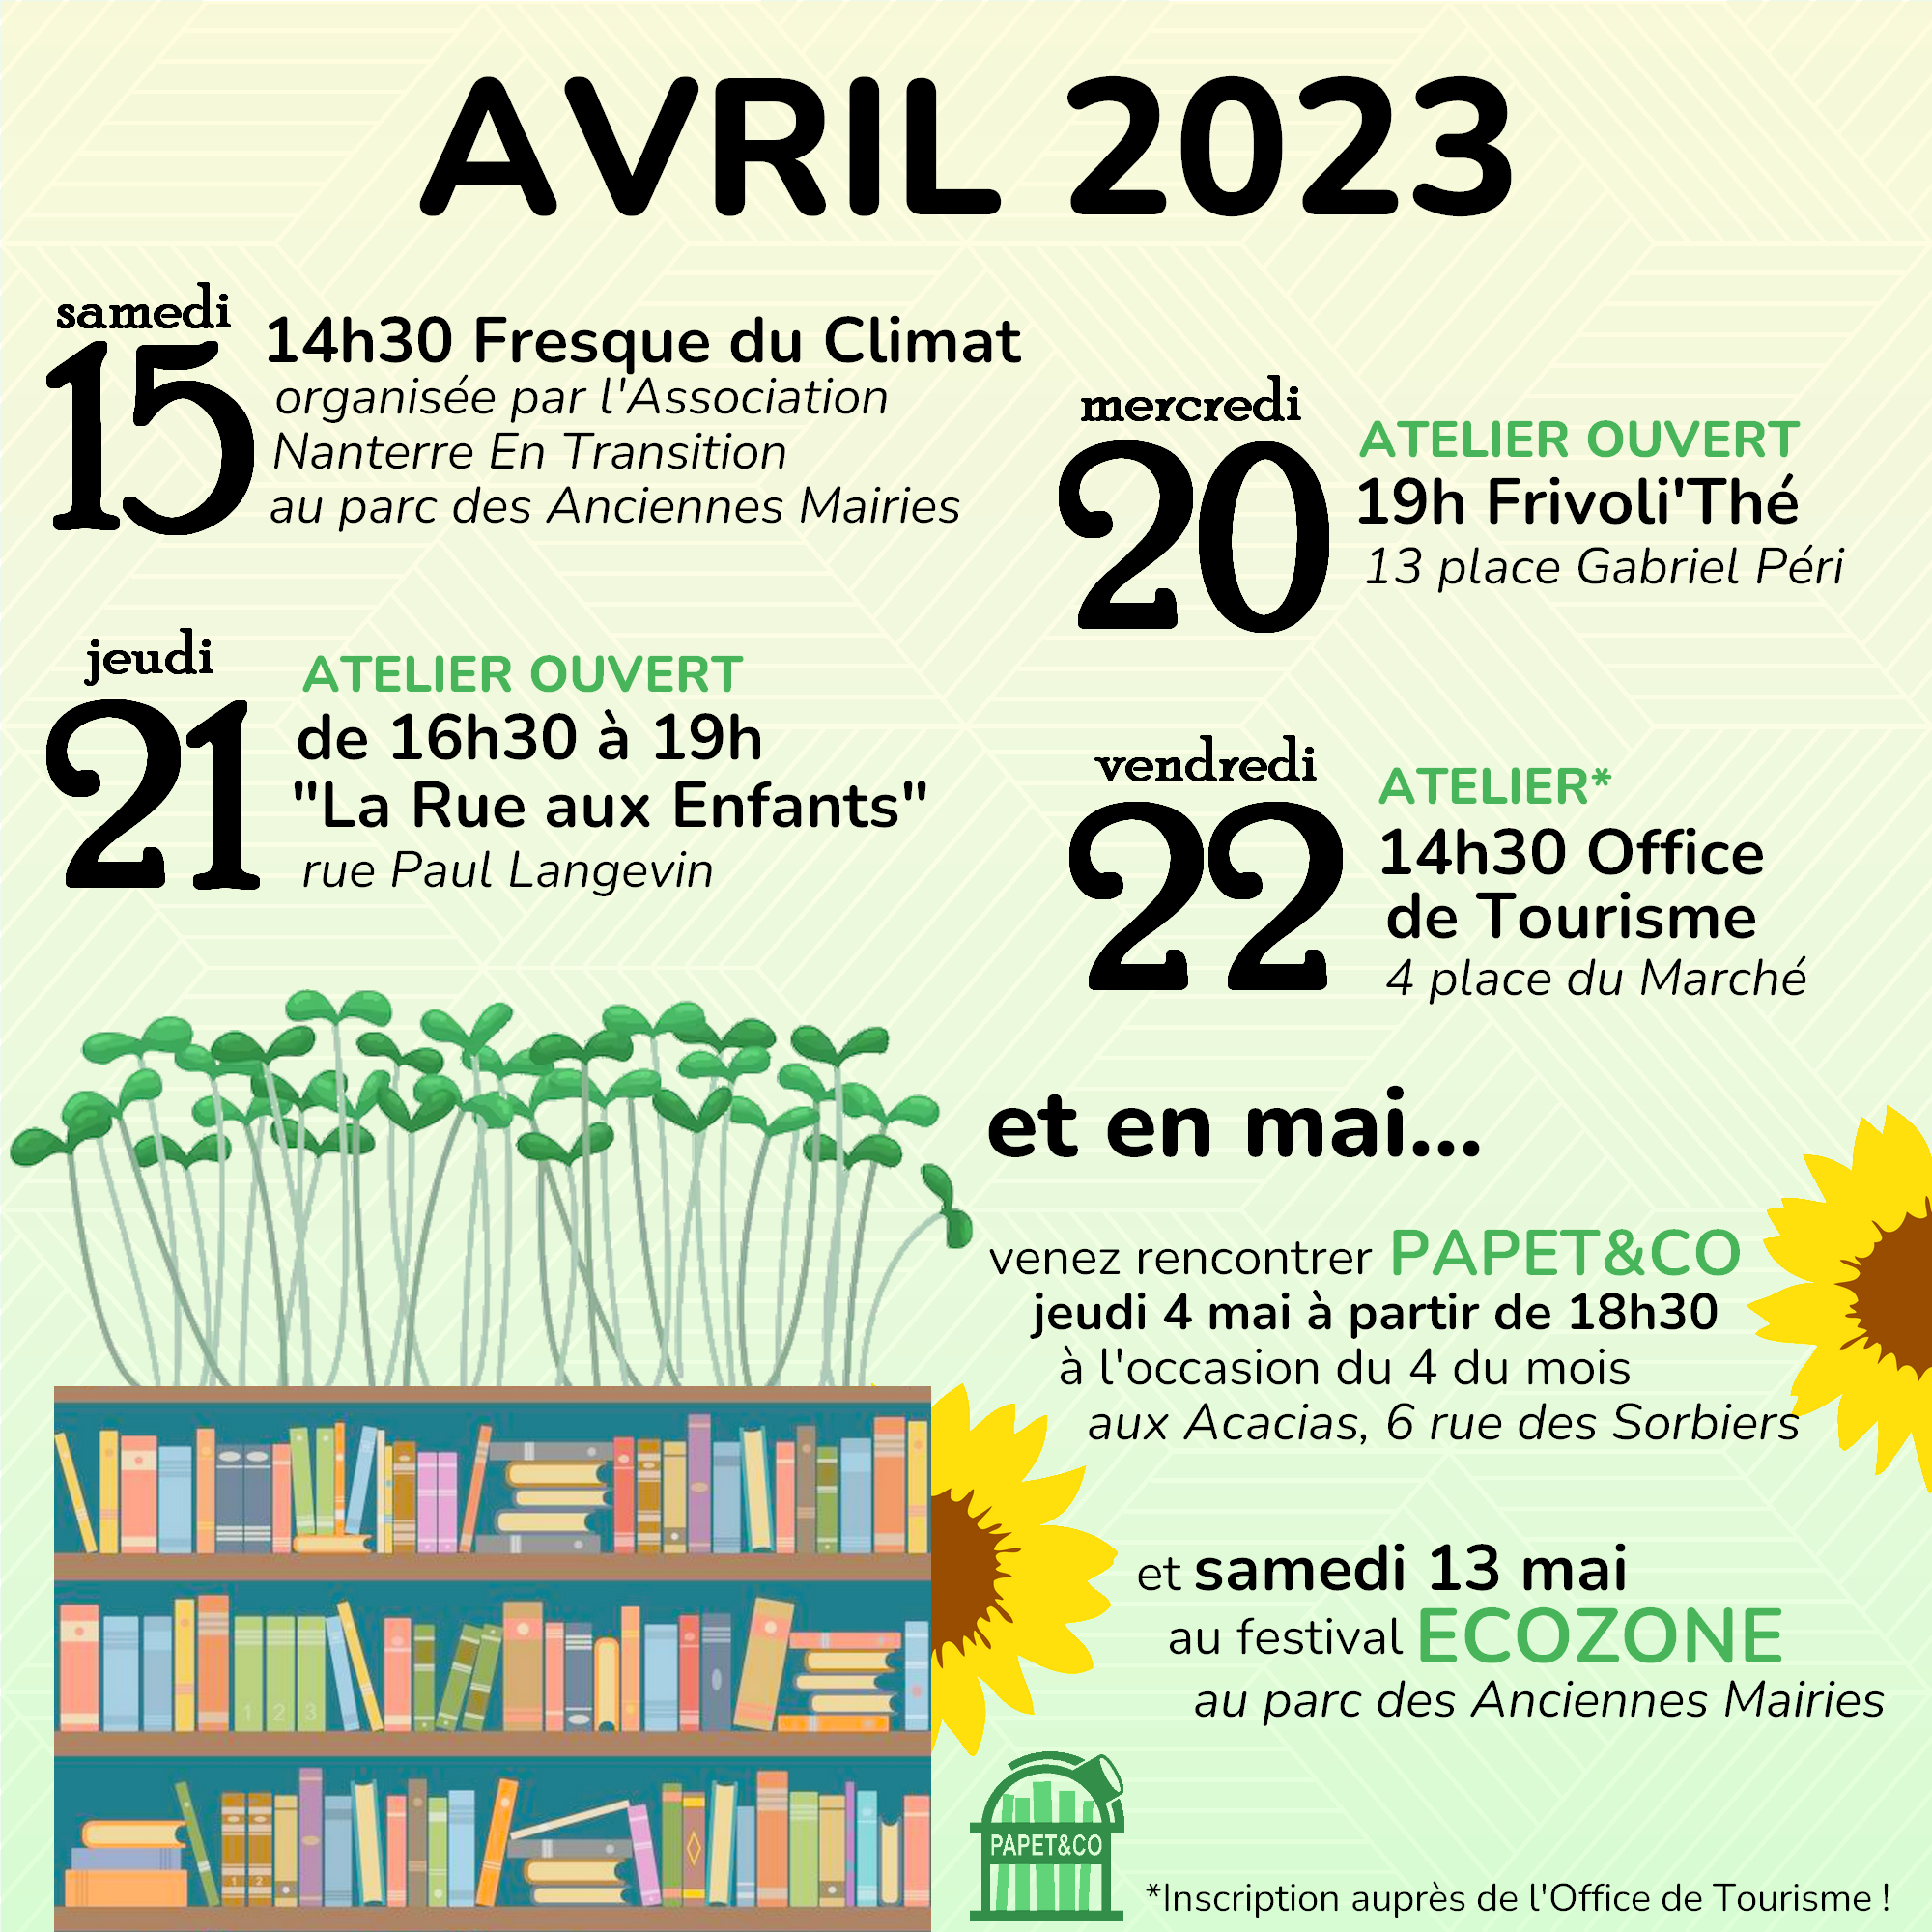 AVRIL 2023
samedi
15
14h30 Fresque du Climat
organisée par l'Association
Nanterre En Transition
au parc des Anciennes Mairies
mercredi
20
ATELIER OUVERT
19h Frivoli'Thé
13 place Gabriel Péri
jeudi
21
ATELIER OUVERT
de 16h30 à 19h
"La Rue aux Enfants"
rue Paul Langevin
vendredi
22
ATELIER*
14h30 Office
de Tourisme
4 place du Marché
et en mai...
venez rencontrer PAPET&CO
jeudi 4 mai à partir de 18h30
à l'occasion du 4 du mois
aux Acacias, 6 rue des Sorbiers
et samedi 13 mai
au festival ECOZONE
au parc des Anciennes Mairies
1 2 3
1 2
PAPET&CO
*Inscription auprès de l'Office de Tourisme !